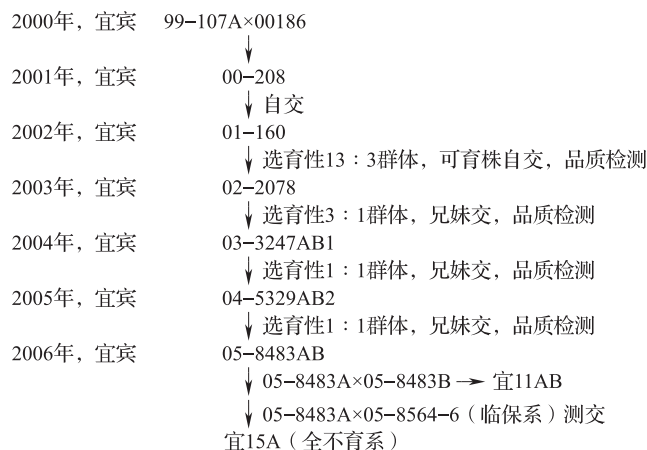 2000年，宜宾 99-107A×00186
2001年，宜宾 00-208
自交
2002年，宜宾 01-160
选育性13：3群体，可育株自交，品质检测
2003年，宜宾 02-2078
选育性3：1群体，兄妹交，品质检测
2004年，宜宾 03-3247AB1
选育性1：1群体，兄妹交，品质检测
2005年，宜宾 04-5329AB2
选育性1：1群体，兄妹交，品质检测
2006年，宜宾 05-8483AB
05-8483A×05-8483B → 宜11AB
05-8483A×05-8564-6（临保系）测交
宜15A（全不育系）